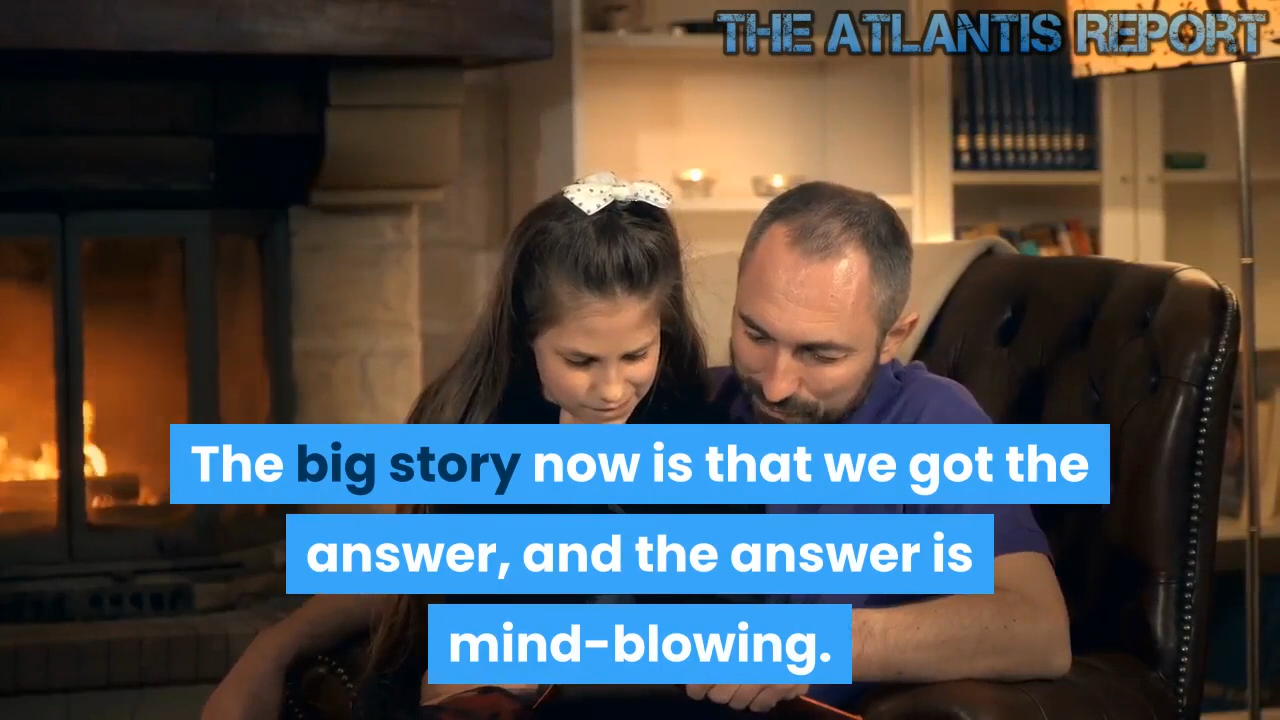 THE ATLANTIS REPORT
The big story now is that we got the
answer, and the answer is
mind-blowing.